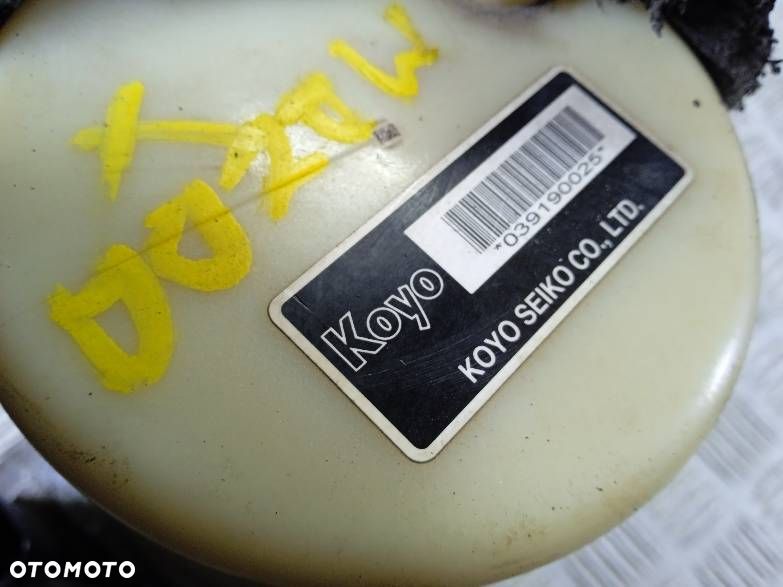 *039190025*
Koyo
KOYO SEIKO CO., LTD.
OTOMOTO